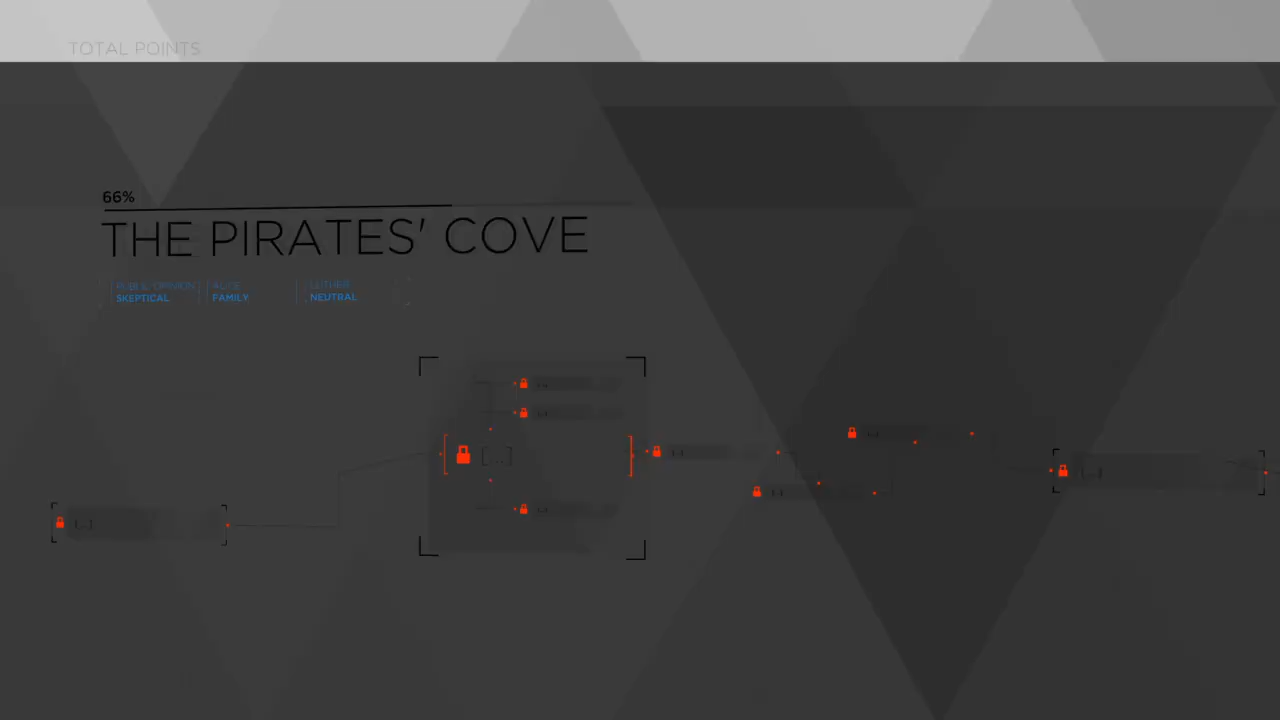 TOTAL POINTS
66%
THE PIRATES' COVE
PUBLIC OPINION ALICE LUTHER
SKEPTICAL FAMILY NEUTRAL
[...]
[...]
[...]